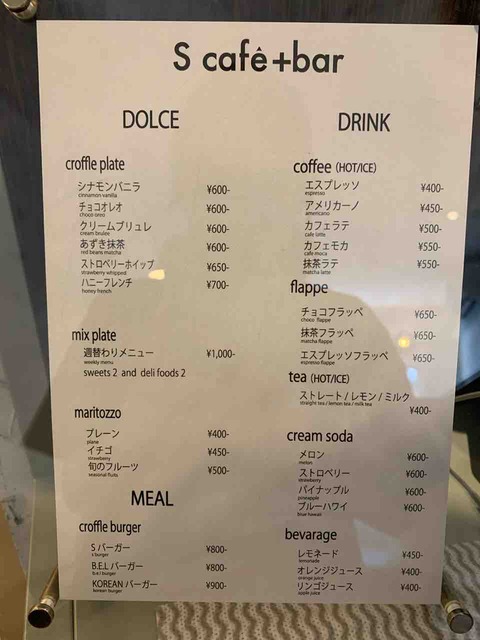 S cafê+bar
DOLCE
croffle plate
シナモンバニラ ¥600-
cinnamon vanilla
チョコオレオ ¥600-
choco oreo
クリームブリュレ ¥600-
cream brulee
あずき抹茶 ¥600-
red beans matcha
ストロベリーホイップ ¥650-
strawberry whipped
ハニーフレンチ ¥700-
honey french
mix plate
週替わりメニュー ¥1,000-
weekly menu
sweets 2 and deli foods 2
maritozzo
プレーン ¥400-
plane
イチゴ ¥450-
strawberry
旬のフルーツ ¥500-
seasonal fruits
MEAL
croffle burger
S バーガー ¥800-
s burger
B.E.L バーガー ¥800-
b.e.l burger
KOREAN バーガー ¥900-
korean burger
DRINK
coffee (HOT/ICE)
エスプレッソ ¥400-
espresso
アメリカーノ ¥450-
americano
カフェラテ ¥500-
cafe latte
カフェモカ ¥550-
cafe moca
抹茶ラテ ¥550-
matcha latte
flappe
チョコフラッペ ¥650-
choco flappe
抹茶フラッペ ¥650-
matcha flappe
エスプレッソフラッペ ¥650-
espresso flappe
tea (HOT/ICE)
ストレート / レモン / ミルク
straight tea / lemon tea / milk tea
¥400-
cream soda
メロン ¥600-
melon
ストロベリー ¥600-
strawberry
パイナップル ¥600-
pineapple
ブルーハワイ ¥600-
blue hawaii
bevarage
レモネード ¥450-
lemonade
オレンジジュース ¥400-
orange juice
リンゴジュース ¥400-
apple juice